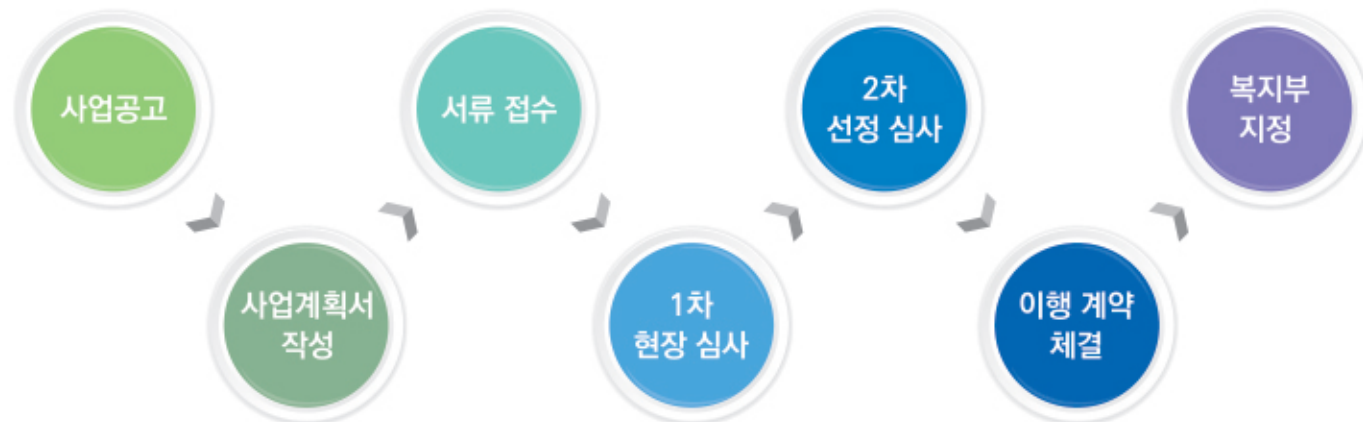 사업공고
사업계획서
작성
서류 접수
1차
현장 심사
2차
선정 심사
이행 계약
체결
복지부
지정